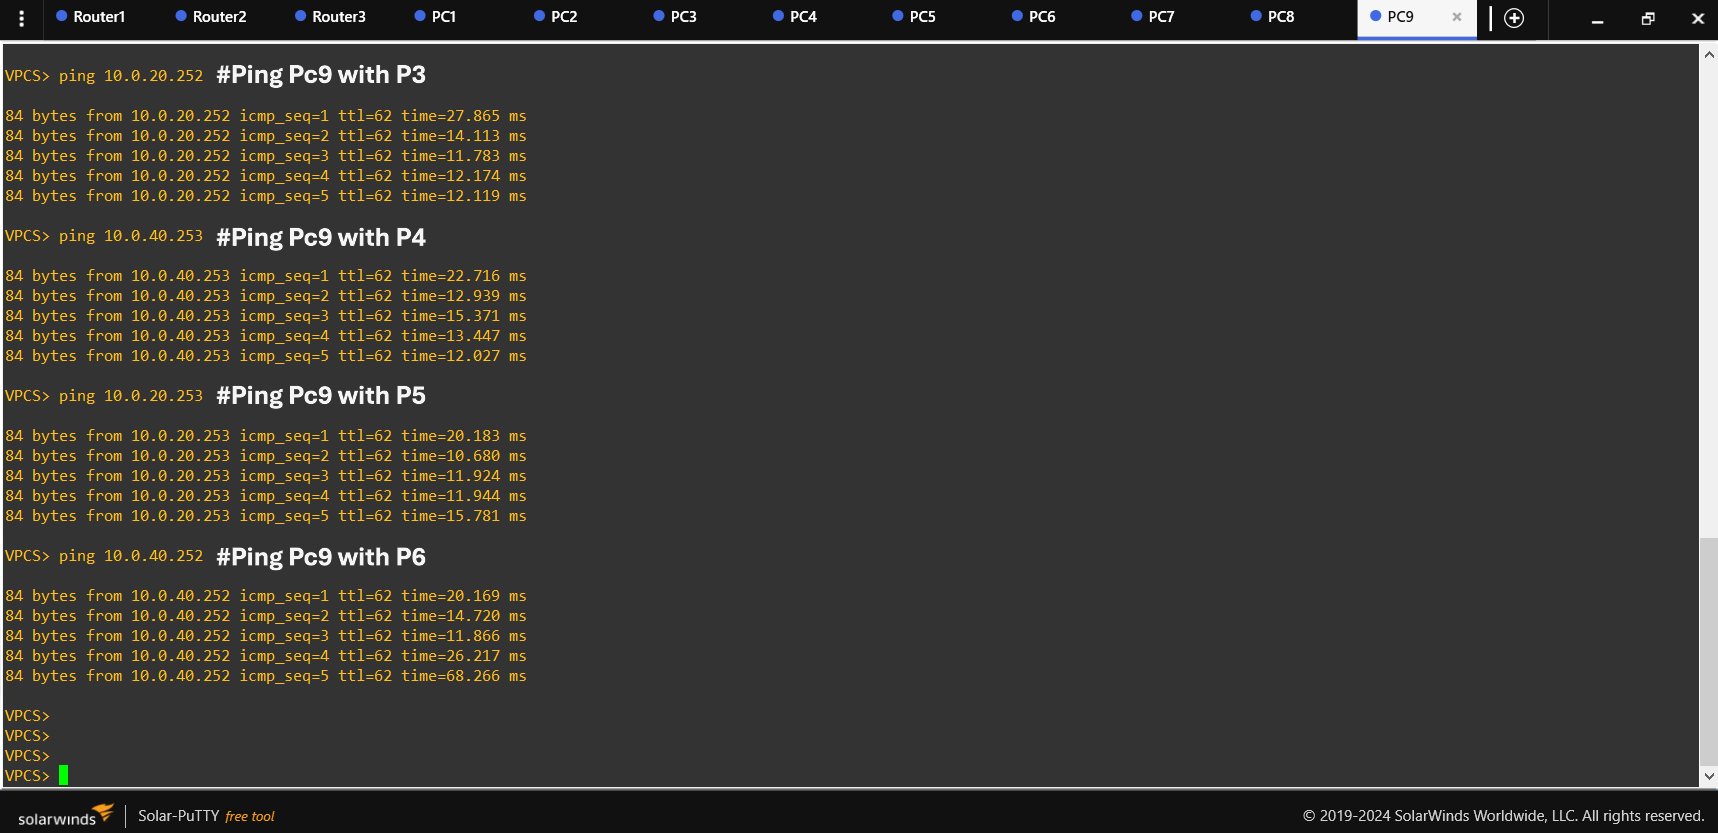 Router1 Router2 Router3 PC1 PC2 PC3 PC4 PC5 PC6 PC7 PC8 PC9
VPCS> ping 10.0.20.252 #Ping Pc9 with P3
84 bytes from 10.0.20.252 icmp_seq=1 ttl=62 time=27.865 ms
84 bytes from 10.0.20.252 icmp_seq=2 ttl=62 time=14.113 ms
84 bytes from 10.0.20.252 icmp_seq=3 ttl=62 time=11.783 ms
84 bytes from 10.0.20.252 icmp_seq=4 ttl=62 time=12.174 ms
84 bytes from 10.0.20.252 icmp_seq=5 ttl=62 time=12.119 ms
VPCS> ping 10.0.40.253 #Ping Pc9 with P4
84 bytes from 10.0.40.253 icmp_seq=1 ttl=62 time=22.716 ms
84 bytes from 10.0.40.253 icmp_seq=2 ttl=62 time=12.939 ms
84 bytes from 10.0.40.253 icmp_seq=3 ttl=62 time=15.371 ms
84 bytes from 10.0.40.253 icmp_seq=4 ttl=62 time=13.447 ms
84 bytes from 10.0.40.253 icmp_seq=5 ttl=62 time=12.027 ms
VPCS> ping 10.0.20.253 #Ping Pc9 with P5
84 bytes from 10.0.20.253 icmp_seq=1 ttl=62 time=20.183 ms
84 bytes from 10.0.20.253 icmp_seq=2 ttl=62 time=10.680 ms
84 bytes from 10.0.20.253 icmp_seq=3 ttl=62 time=11.924 ms
84 bytes from 10.0.20.253 icmp_seq=4 ttl=62 time=11.944 ms
84 bytes from 10.0.20.253 icmp_seq=5 ttl=62 time=15.781 ms
VPCS> ping 10.0.40.252 #Ping Pc9 with P6
84 bytes from 10.0.40.252 icmp_seq=1 ttl=62 time=20.169 ms
84 bytes from 10.0.40.252 icmp_seq=2 ttl=62 time=14.720 ms
84 bytes from 10.0.40.252 icmp_seq=3 ttl=62 time=11.866 ms
84 bytes from 10.0.40.252 icmp_seq=4 ttl=62 time=26.217 ms
84 bytes from 10.0.40.252 icmp_seq=5 ttl=62 time=68.266 ms
VPCS>
VPCS>
VPCS>
VPCS>
solarwinds Solar-PuTTY free tool © 2019-2024 SolarWinds Worldwide, LLC. All rights reserved.